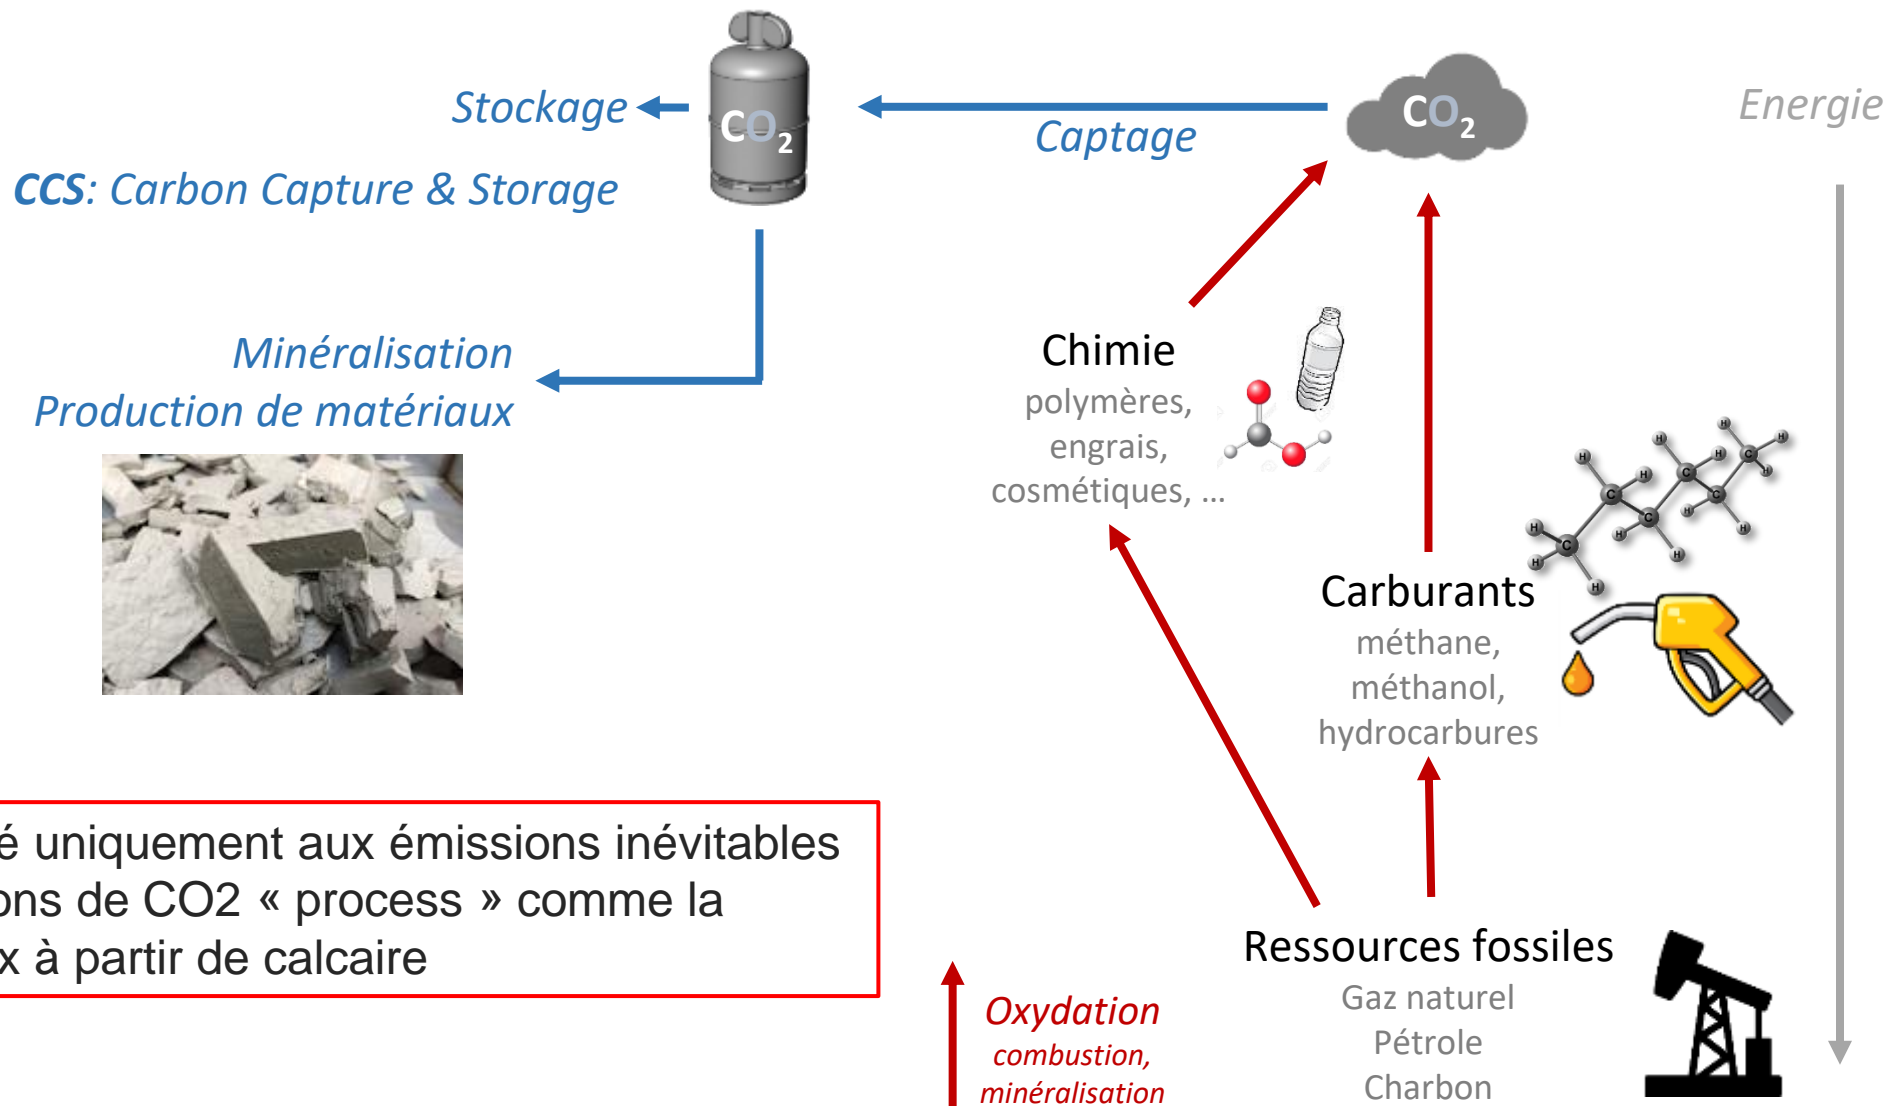 Stockage
CO2
Captage
CO2
Energie
CCS: Carbon Capture & Storage
Minéralisation
Production de matériaux
Chimie
polymères,
engrais,
cosmétiques, ...
Carburants
méthane,
méthanol,
hydrocarbures
é uniquement aux émissions inévitables
ons de CO2 « process » comme la
x à partir de calcaire
Ressources fossiles
Gaz naturel
Pétrole
Charbon
Oxydation
combustion,
minéralisation